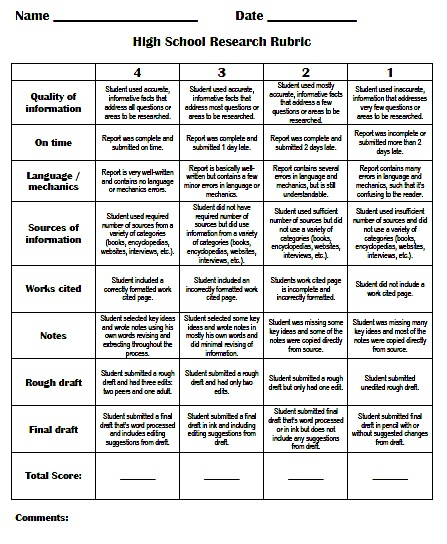 Name ____________________ Date ____________
High School Research Rubric
4 3 2 1
Quality of
information
Student used accurate,
informative facts that
address all questions or
areas to be researched.
Student used accurate,
informative facts that
address most questions or
areas to be researched.
Student used mostly
accurate, informative facts
that address a few
questions or areas to be
researched.
Student used inaccurate,
information that addresses
very few questions or
areas to be researched.
On time
Report was complete and
submitted on time.
Report was complete and
submitted 1 day late.
Report was complete and
submitted 2 days late.
Report was incomplete or
submitted more than 2
days late.
Language /
mechanics
Report is very well-written
and contains no language
or mechanics errors.
Report is basically well-
written but contains a few
minor errors in language or
mechanics.
Report contains several
errors in language and
mechanics, but is still
understandable.
Report contains many
errors in language and
mechanics, such that it's
confusing to the reader.
Sources of
information
Student used required
number of sources from a
variety of categories
(books, encyclopedias,
websites, interviews, etc.).
Student did not have
required number of
sources but did use
information from a variety
of categories (books,
encyclopedias, websites,
interviews, etc.).
Student used sufficient
number of sources but did
not use a variety of
categories (books,
encyclopedias, websites,
interviews, etc.).
Student used insufficient
number of sources and did
not use a variety of
categories (books,
encyclopedias, websites,
interviews, etc.).
Works cited
Student included a
correctly formatted work
cited page.
Student included an
incorrectly formatted work
cited page.
Students work cited page
is incomplete and
incorrectly formatted.
Student did not include a
work cited page.
Notes
Student selected key ideas
and wrote notes using his
own words revising and
extracting throughout the
process.
Student selected some key
ideas and wrote notes in
mostly his own words and
did minimal revising of
information.
Student was missing some
key ideas and some of the
notes were copied directly
from source.
Student was missing many
key ideas and most of the
notes were copied directly
from source.
Rough draft
Student submitted a rough
draft and had three edits:
two peers and one adult.
Student submitted a rough
draft and had only two
edits.
Student submitted a rough
draft but only had one edit.
Student submitted
unedited rough draft.
Final draft
Student submitted a final
draft that's word processed
and includes editing
suggestions from draft.
Student submitted a final
draft in ink and including
editing suggestions from
draft.
Student submitted final
draft that's word processed
or in ink but does not
include any suggestions
from draft.
Student submitted final
draft in pencil with or
without suggested changes
from draft.
Total Score: _____ _____ _____ _____
Comments: